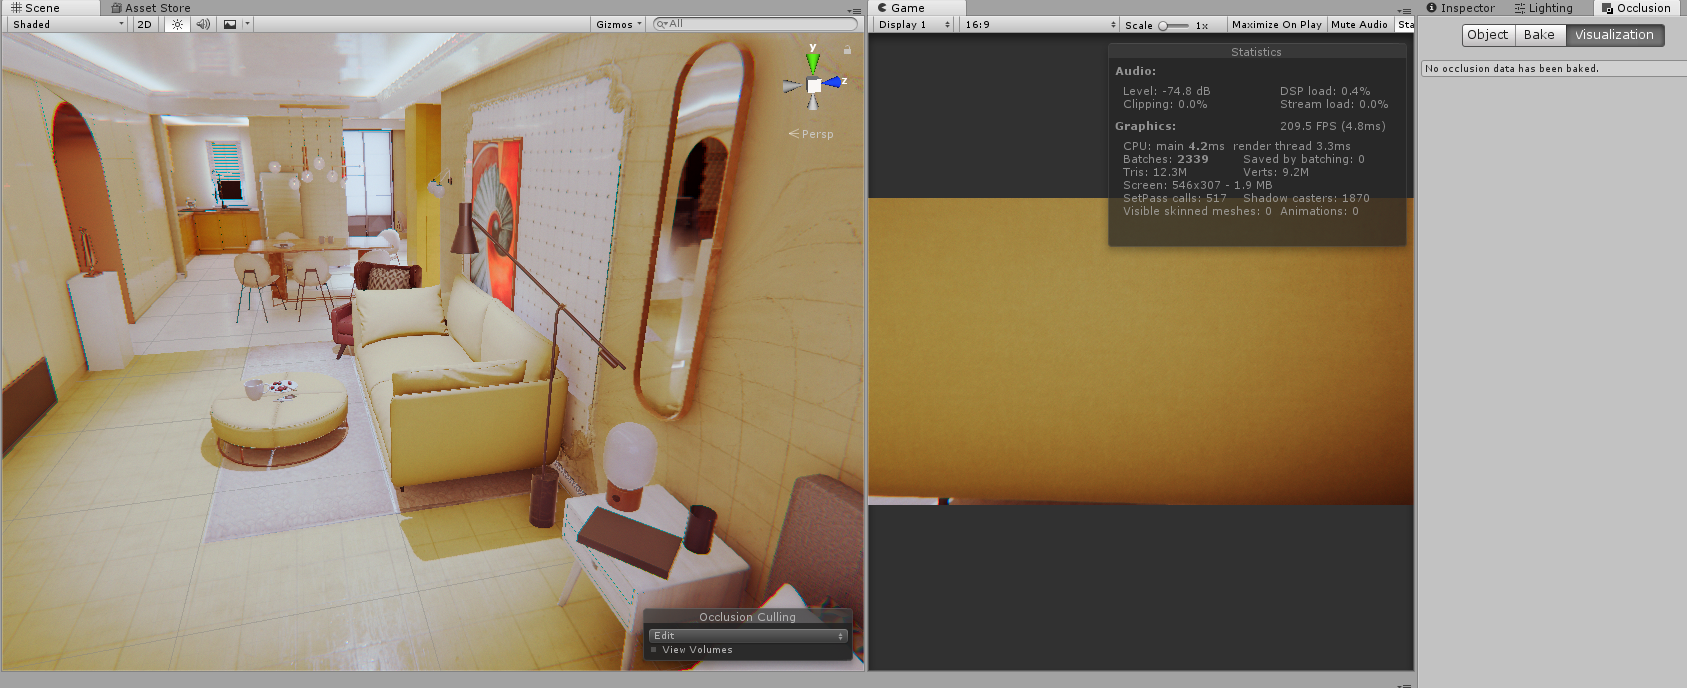 Scene
Asset Store
Shaded
2D
Gizmos
All
y
z
Persp
Occlusion Culling
Edit
View Volumes
Game
Display 1
16:9
Scale
1x
Maximize On Play
Mute Audio
Sta
Statistics
Audio:
Level: -74.8 dB
DSP load: 0.4%
Clipping: 0.0%
Stream load: 0.0%
Graphics:
209.5 FPS (4.8ms)
CPU: main 4.2ms render thread 3.3ms
Batches: 2339
Saved by batching: 0
Tris: 12.3M
Verts: 9.2M
Screen: 546x307 - 1.9 MB
SetPass calls: 517
Shadow casters: 1870
Visible skinned meshes: 0 Animations: 0
Inspector
Lighting
Occlusion
Object
Bake
Visualization
No occlusion data has been baked.